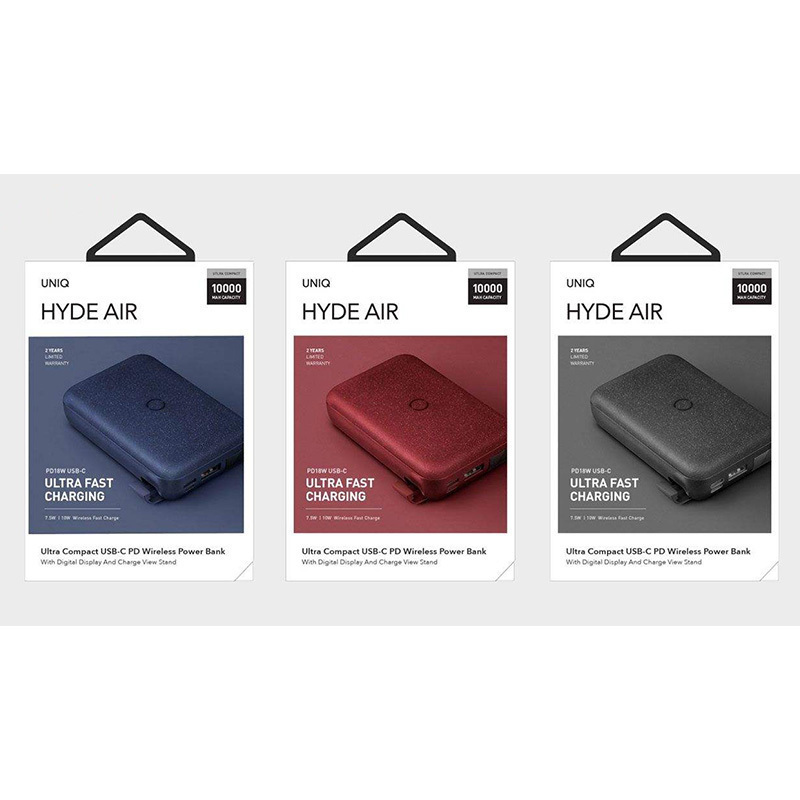 UNIQ
HYDE AIR
ULTRA COMPACT
10000
MAH CAPACITY
2 YEARS
LIMITED
WARRANTY
PD18W USB-C
ULTRA FAST
CHARGING
7.5W | 10W Wireless Fast Charge
Ultra Compact USB-C PD Wireless Power Bank
With Digital Display And Charge View Stand
UNIQ
HYDE AIR
ULTRA COMPACT
10000
MAH CAPACITY
2 YEARS
LIMITED
WARRANTY
PD18W USB-C
ULTRA FAST
CHARGING
7.5W | 10W Wireless Fast Charge
Ultra Compact USB-C PD Wireless Power Bank
With Digital Display And Charge View Stand
UNIQ
HYDE AIR
ULTRA COMPACT
10000
MAH CAPACITY
2 YEARS
LIMITED
WARRANTY
PD18W USB-C
ULTRA FAST
CHARGING
7.5W | 10W Wireless Fast Charge
Ultra Compact USB-C PD Wireless Power Bank
With Digital Display And Charge View Stand